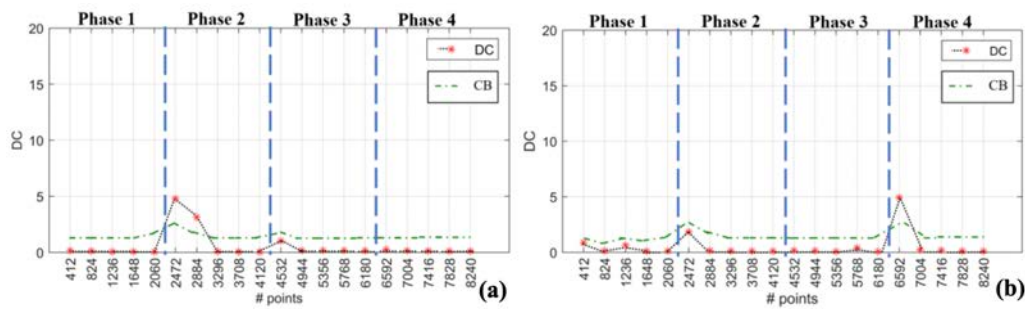 Phase 1 Phase 2 Phase 3 Phase 4
20
15
10
5
0
DC
DC
CB
412 824 1236 1648 2060 2472 2884 3296 3708 4120 4532 4944 5356 5768 6180 6592 7004 7416 7828 8240
# points
(a)
Phase 1 Phase 2 Phase 3 Phase 4
20
15
10
5
0
DC
DC
CB
412 824 1236 1648 2060 2472 2884 3296 3708 4120 4532 4944 5356 5768 6180 6592 7004 7416 7828 8240
# points
(b)